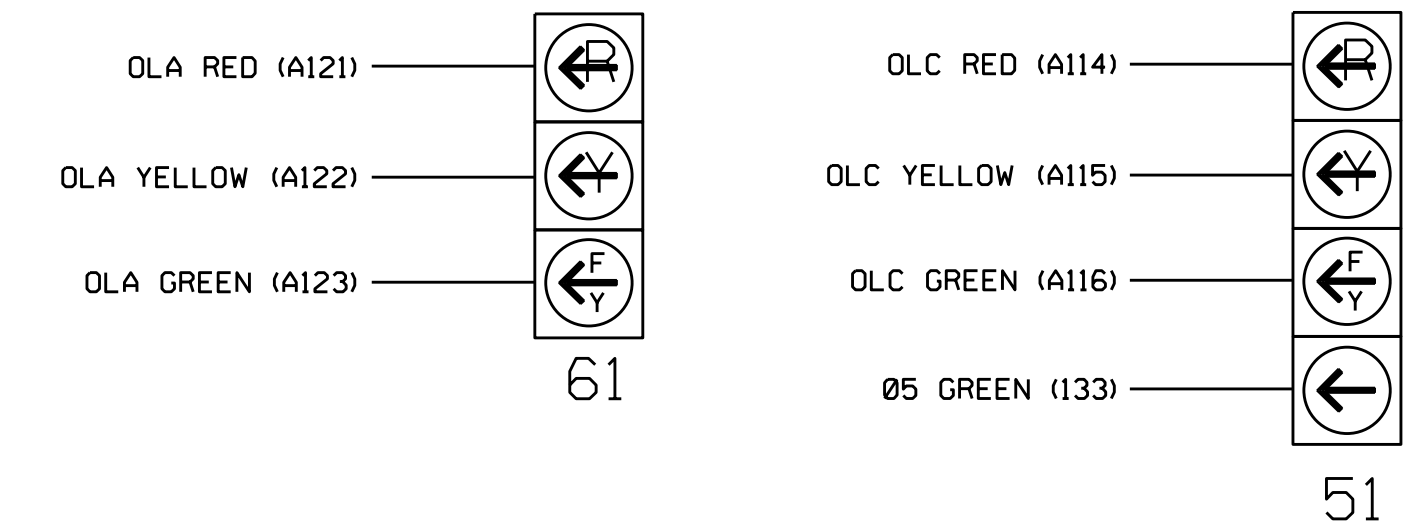 OLA RED (A121)
R
OLA YELLOW (A122)
Y
OLA GREEN (A123)
F
Y
61
OLC RED (A114)
R
OLC YELLOW (A115)
Y
OLC GREEN (A116)
F
Y
Ø5 GREEN (133)
51